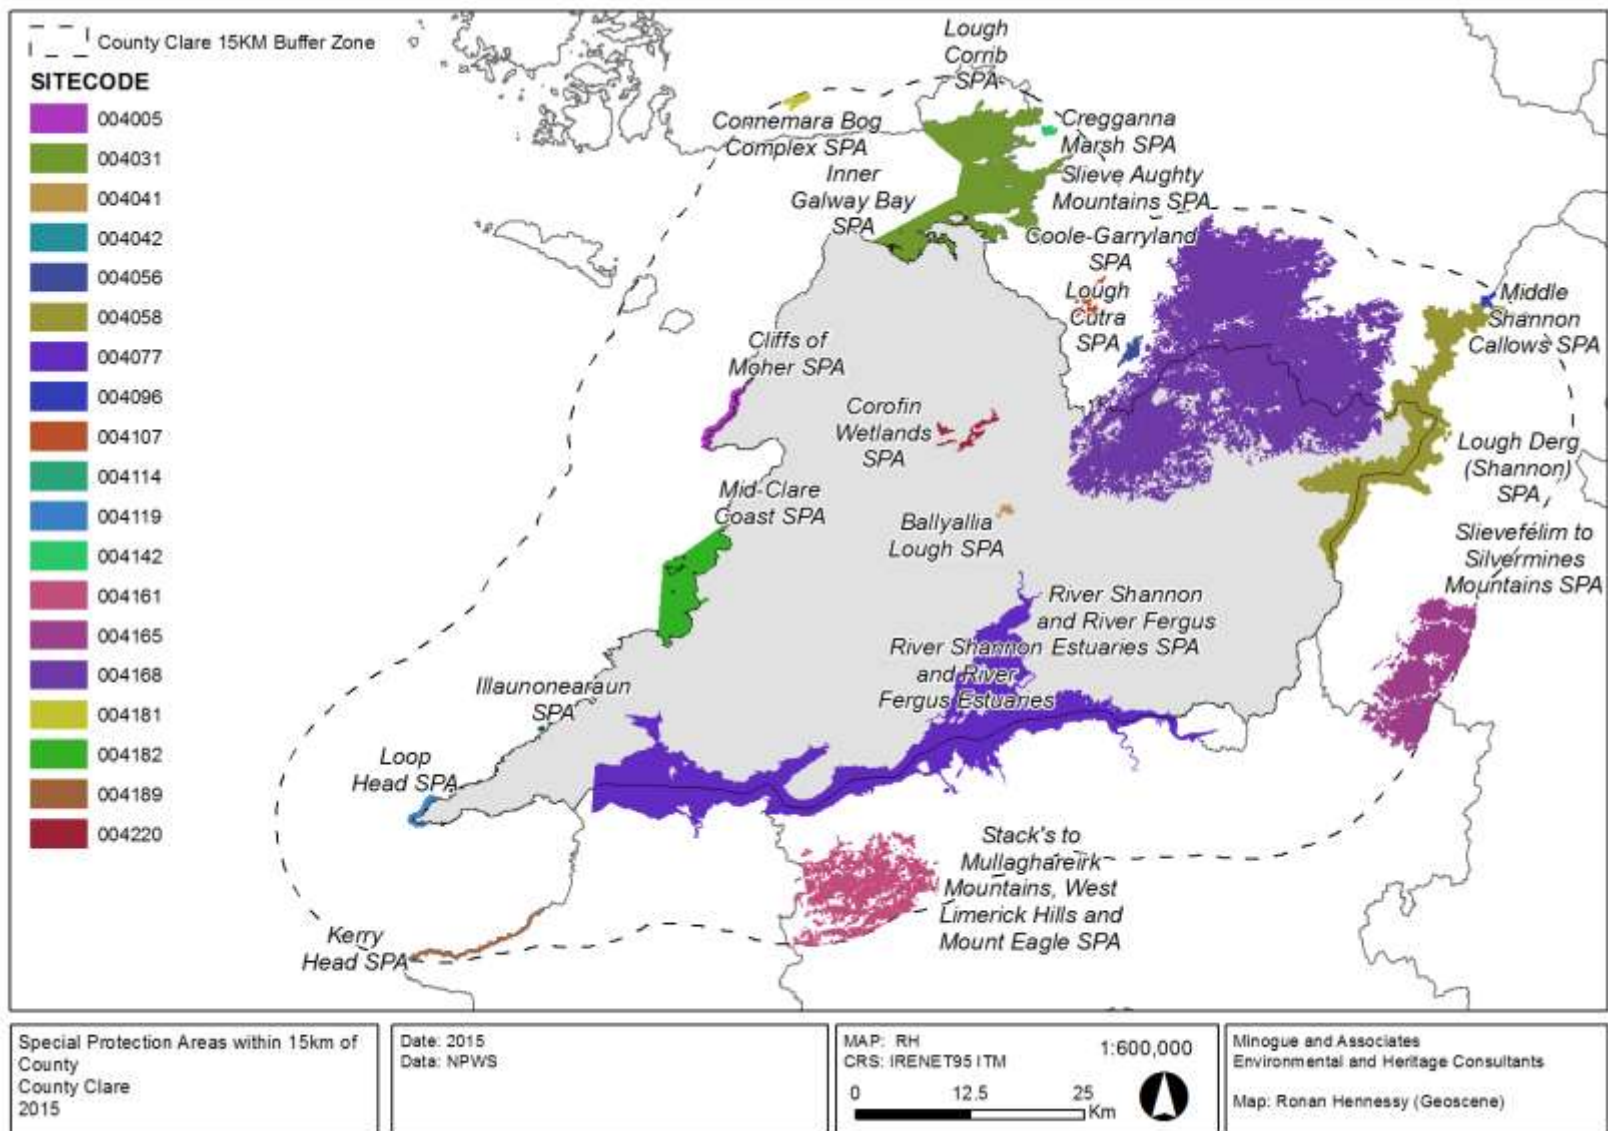 County Clare 15KM Buffer Zone
SITECODE
004005
004031
004041
004042
004056
004058
004077
004096
004107
004114
004119
004142
004161
004165
004168
004181
004182
004189
004220
Lough
Corrib
SPA
Connemara Bog
Complex SPA
Cregganna
Marsh SPA
Inner
Galway Bay
SPA
Slieve Aughty
Mountains SPA
Coole-Garryland
SPA
Lough
Cutra
SPA
Middle
Shannon
Callows SPA
Cliffs of
Moher SPA
Corofin
Wetlands
SPA
Lough Derg
(Shannon)
SPA
Mid-Clare
Coast SPA
Ballyallia
Lough SPA
Slievefelim to
Silvermines
Mountains SPA
River Shannon
and River Fergus
Estuaries SPA
River Shannon
and River
Fergus Estuaries
Illaunonearaun
SPA
Loop
Head SPA
Stack's to
Mullaghareirk
Mountains, West
Limerick Hills and
Mount Eagle SPA
Kerry
Head SPA
Special Protection Areas within 15km of
County
County Clare
2015
Date: 2015
Data: NPWS
MAP: RH
CRS: IRENET95 ITM
1:600,000
0 12.5 25
Km
Minogue and Associates
Environmental and Heritage Consultants
Map: Ronan Hennessy (Geoscene)